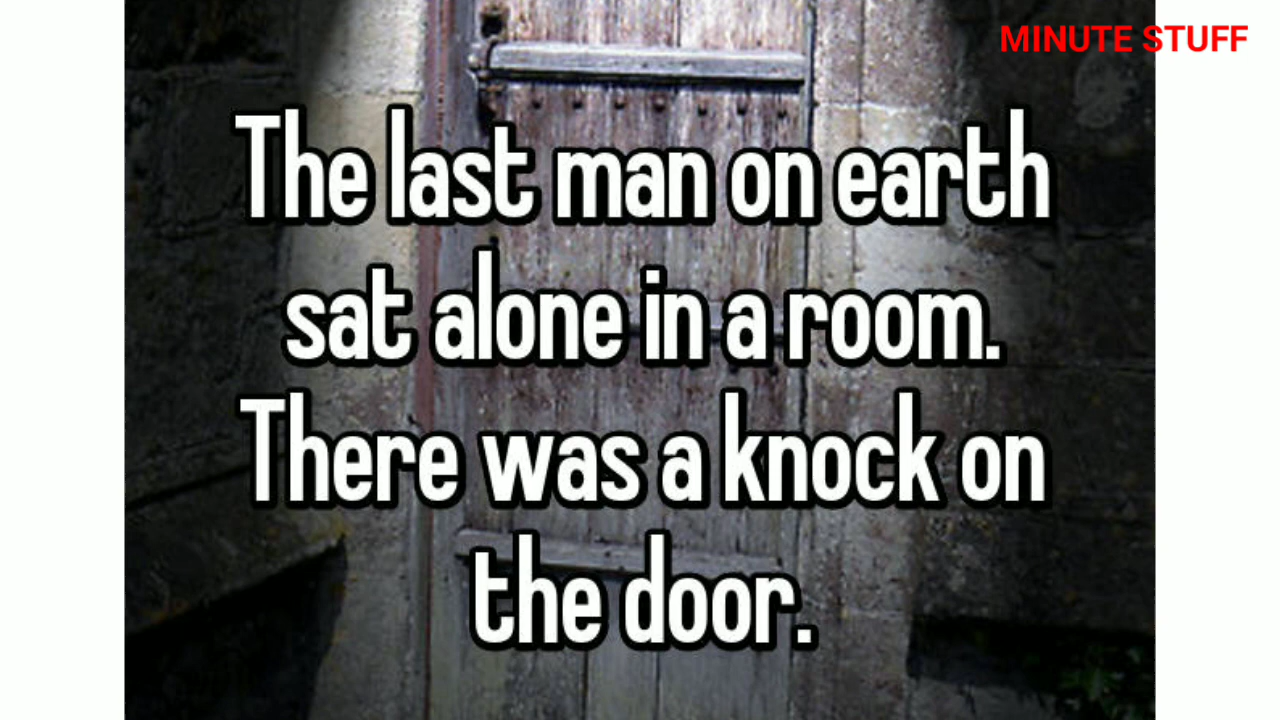 MINUTE STUFF
The last man on earth
sat alone in a room.
There was a knock on
the door.